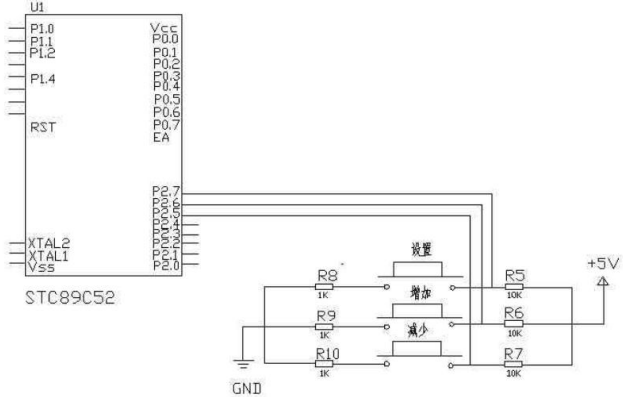 U1
P1.0
P1.1
P1.2
P1.4
RST
XTAL2
XTAL1
Vss
Vcc
P0.0
P0.1
P0.2
P0.3
P0.4
P0.5
P0.6
P0.7
EA
P2.7
P2.6
P2.5
P2.4
P2.3
P2.2
P2.1
P2.0
STC89C52
设置
R8
1K
R5
10K
+5V
增加
R9
1K
R6
10K
减少
R10
1K
R7
10K
GND